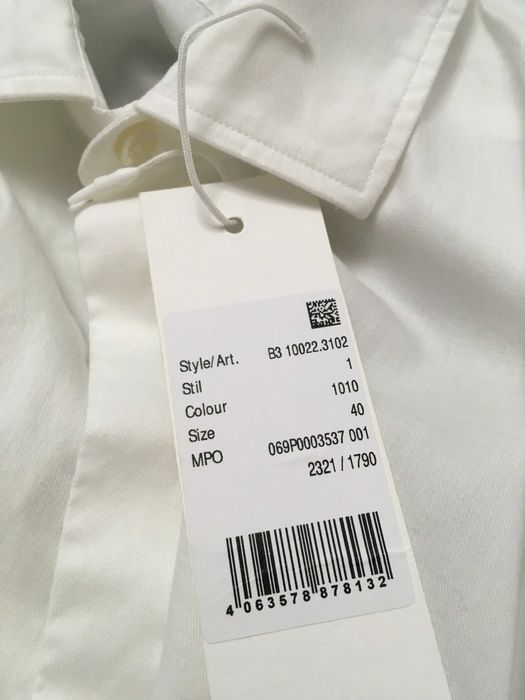 Style/Art. B3 10022.3102
Stil 1
Colour 1010
Size 40
MPO 069P0003537 001
2321 / 1790
4 063578 878132